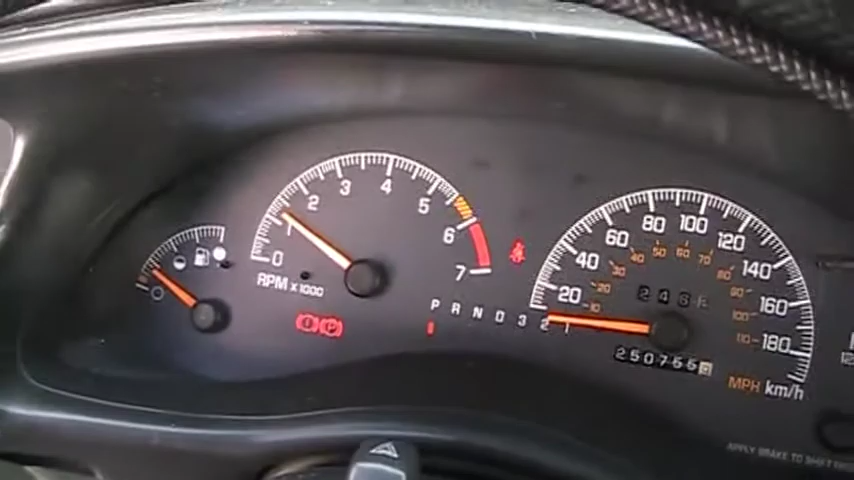 0 1 2 3 4 5 6 7
RPM x 1000
P R N D 3 2 1
20 40 60 80 100 120 140 160 180
10 20 30 40 50 60 70 80 90 100 110
MPH km/h
APPLY BRAKE TO SHIFT